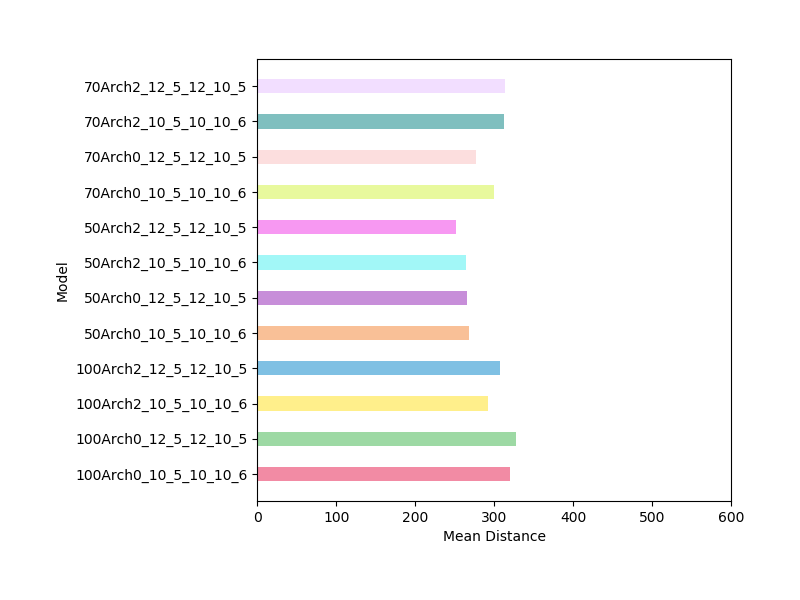 70Arch2_12_5_12_10_5
70Arch2_10_5_10_10_6
70Arch0_12_5_12_10_5
70Arch0_10_5_10_10_6
50Arch2_12_5_12_10_5
50Arch2_10_5_10_10_6
50Arch0_12_5_12_10_5
50Arch0_10_5_10_10_6
100Arch2_12_5_12_10_5
100Arch2_10_5_10_10_6
100Arch0_12_5_12_10_5
100Arch0_10_5_10_10_6
Model
0 100 200 300 400 500 600
Mean Distance